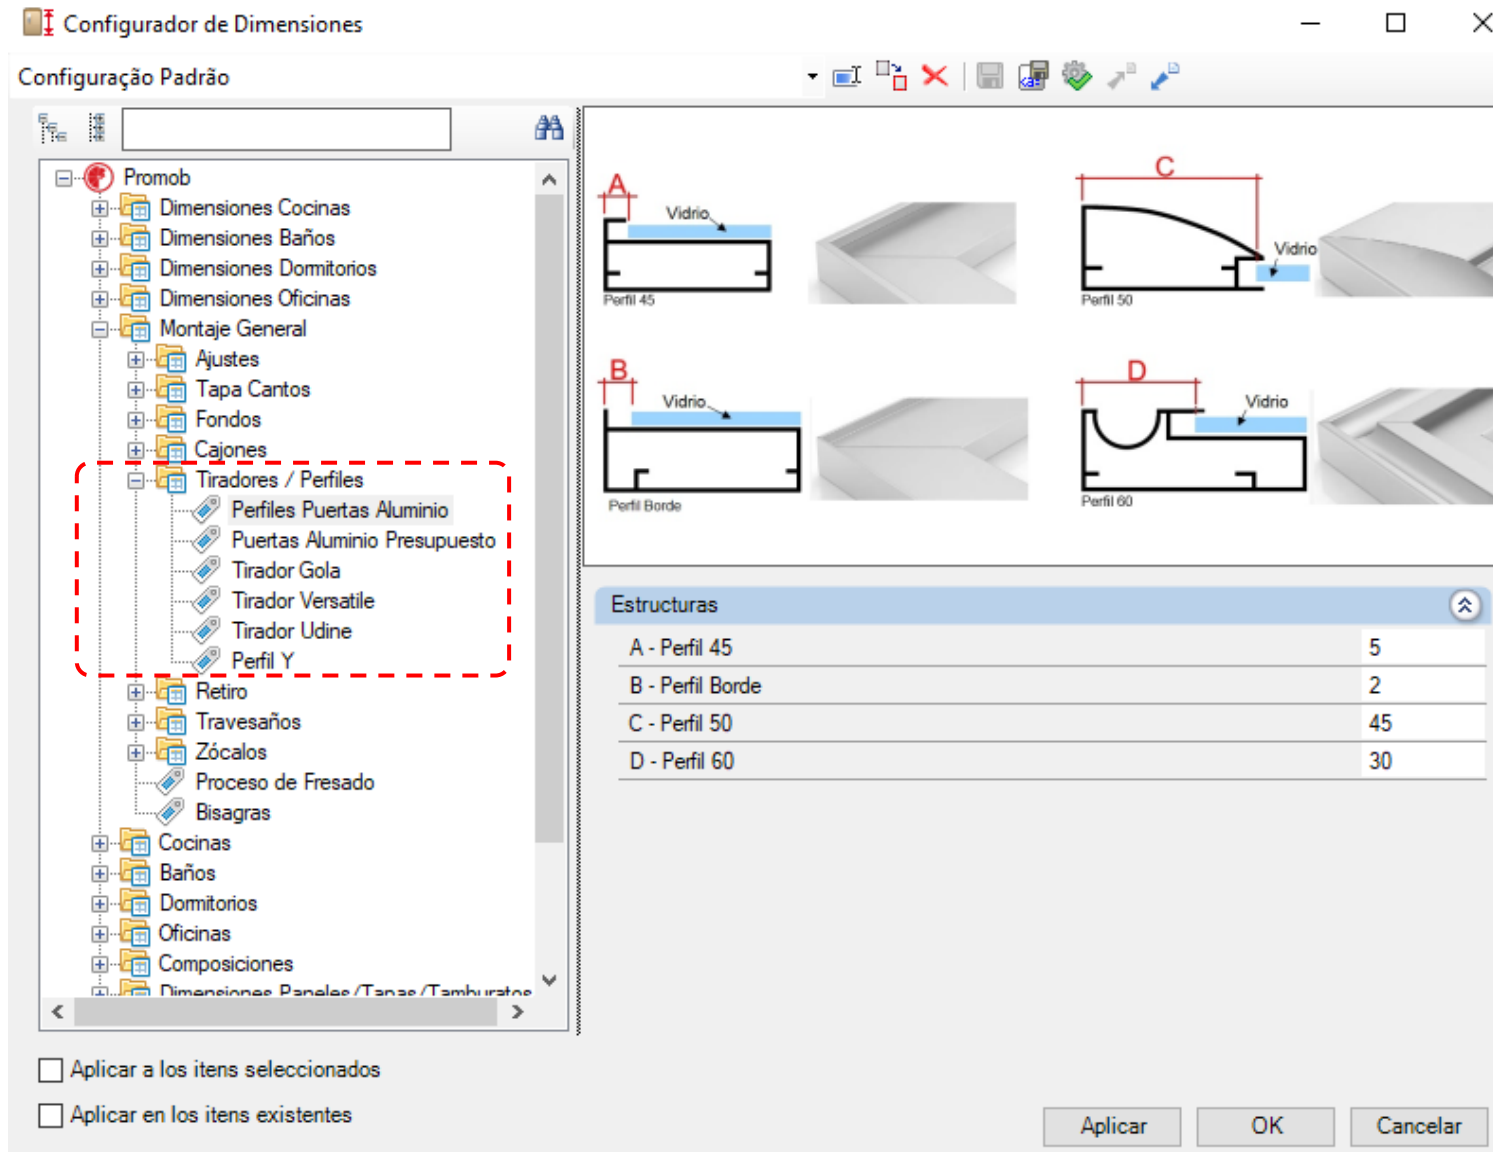 Configurador de Dimensiones
Configuração Padrão
Promob
Dimensiones Cocinas
Dimensiones Baños
Dimensiones Dormitorios
Dimensiones Oficinas
Montaje General
Ajustes
Tapa Cantos
Fondos
Cajones
Tiradores / Perfiles
Perfiles Puertas Aluminio
Puertas Aluminio Presupuesto
Tirador Gola
Tirador Versatile
Tirador Udine
Perfil Y
Retiro
Travesaños
Zócalos
Proceso de Fresado
Bisagras
Cocinas
Baños
Dormitorios
Oficinas
Composiciones
Dimensiones Paneles/Tapas/Tamburatos
A
Vidrio
Perfil 45
C
Vidrio
Perfil 50
B
Vidrio
Perfil Borde
D
Vidrio
Perfil 60
Estructuras
A - Perfil 45 5
B - Perfil Borde 2
C - Perfil 50 45
D - Perfil 60 30
Aplicar a los itens seleccionados
Aplicar en los itens existentes
Aplicar OK Cancelar